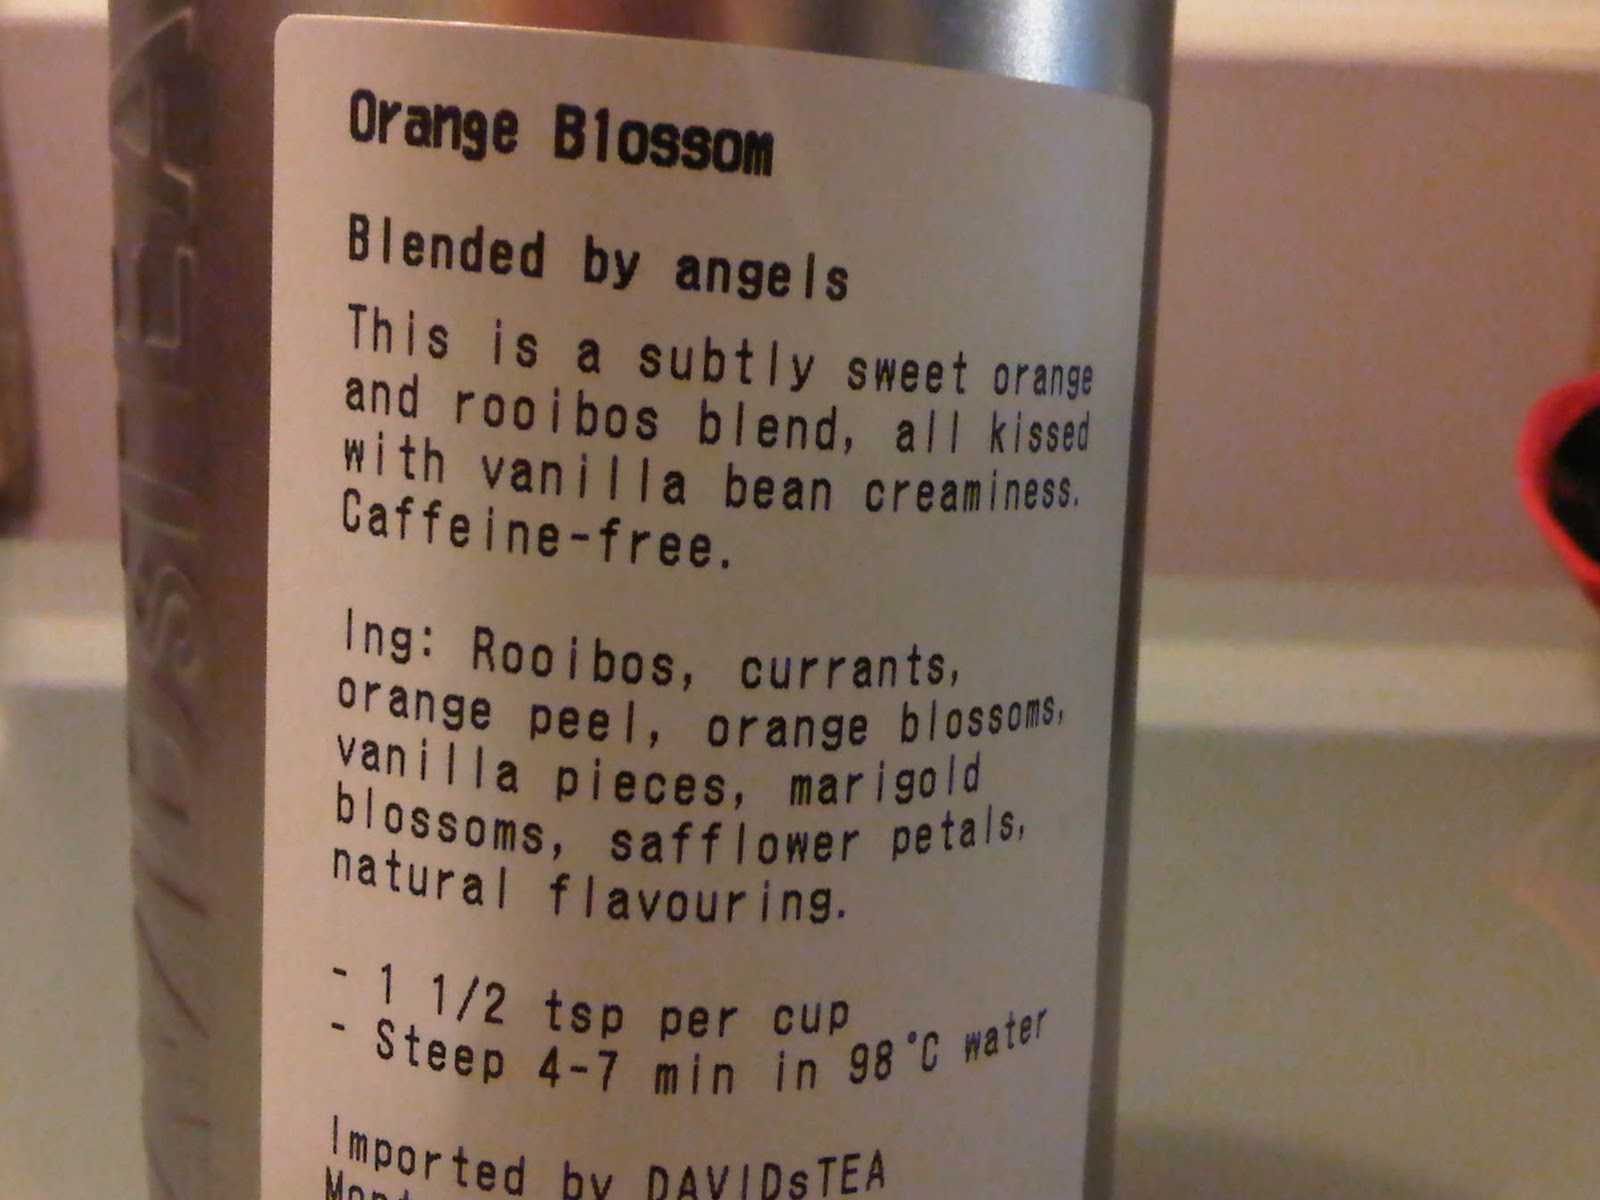 Orange Blossom
Blended by angels
This is a subtly sweet orange
and rooibos blend, all kissed
with vanilla bean creaminess.
Caffeine-free.
Ing: Rooibos, currants,
orange peel, orange blossoms,
vanilla pieces, marigold
blossoms, safflower petals,
natural flavouring.
- 1 1/2 tsp per cup
- Steep 4-7 min in 98°C water
Imported by DAVIDsTEA
DAVIDsTEA